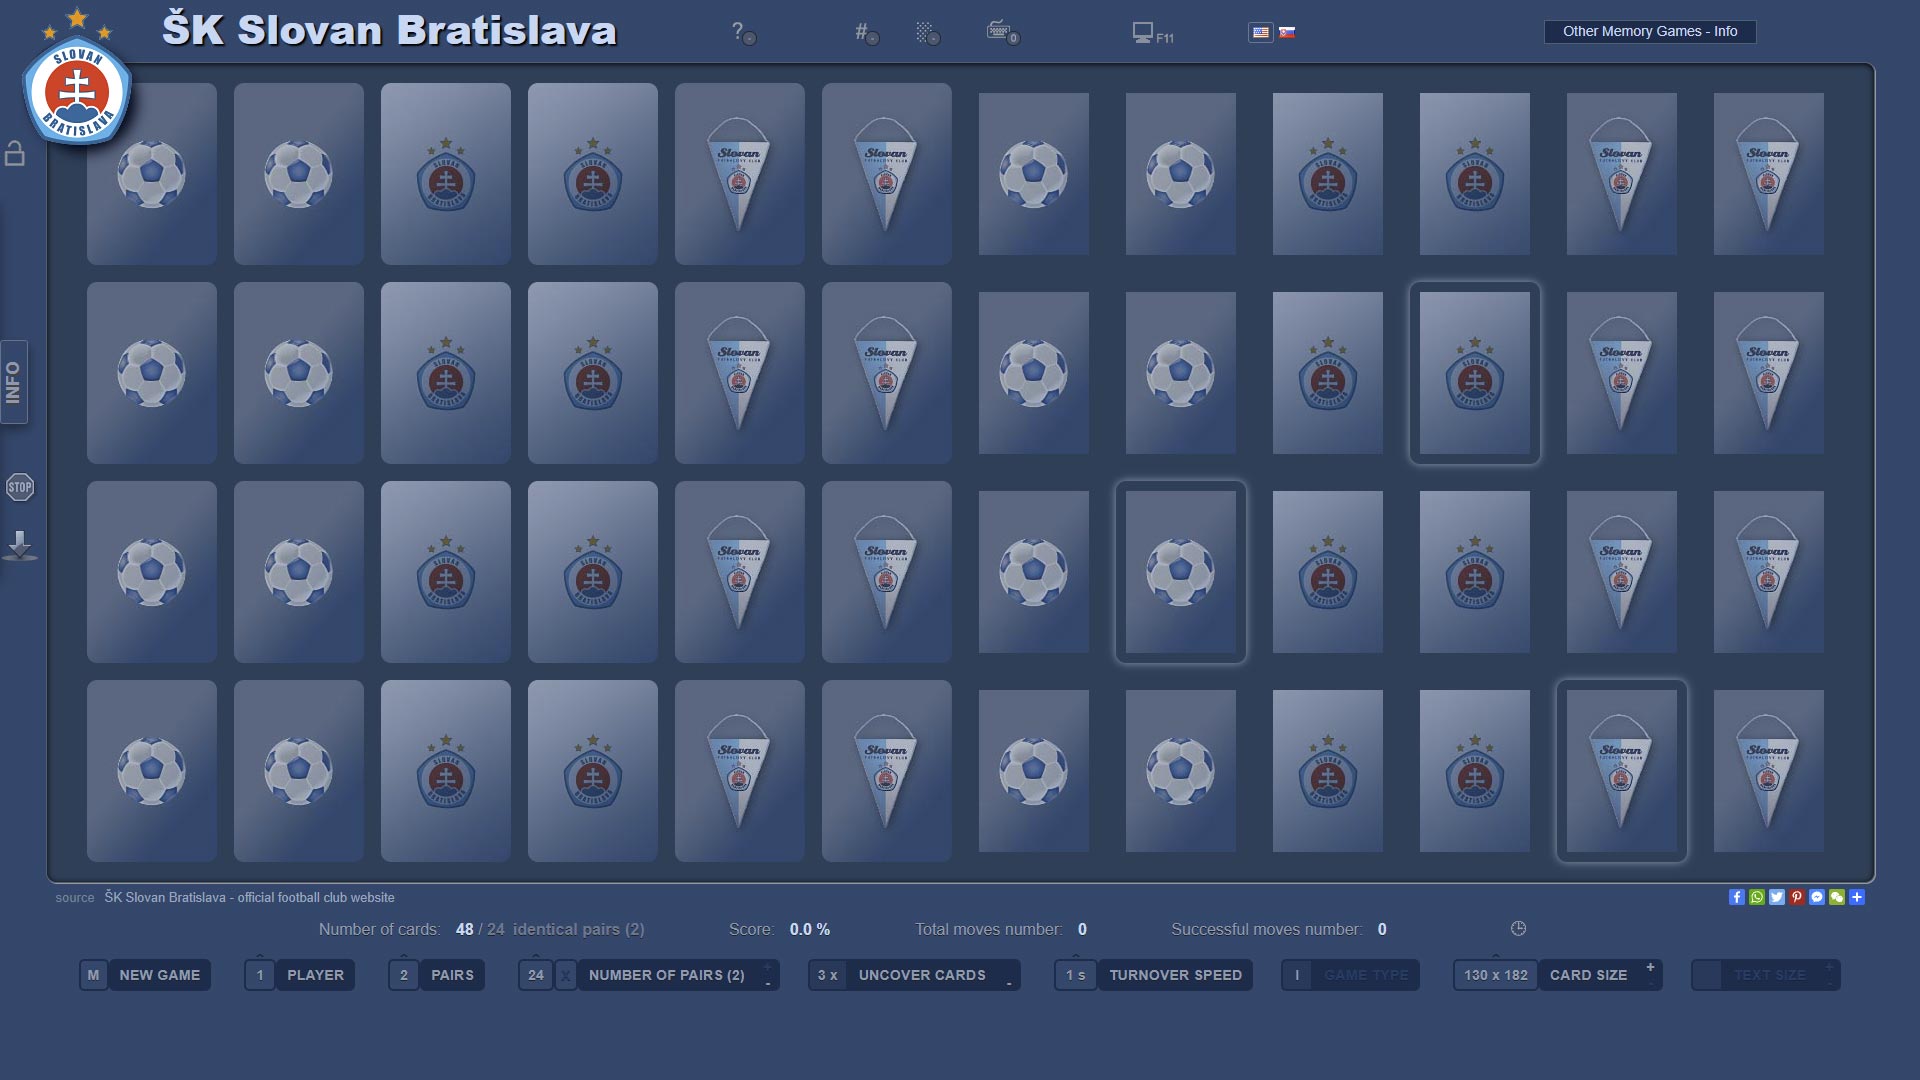 ŠK Slovan Bratislava
?
#
0
F11
Other Memory Games - Info
SLOVAN
BRATISLAVA
INFO
STOP
source ŠK Slovan Bratislava - official football club website
Number of cards: 48 / 24 identical pairs (2)
Score: 0.0 %
Total moves number: 0
Successful moves number: 0
M NEW GAME
1 PLAYER
2 PAIRS
24 X NUMBER OF PAIRS (2) + -
3 x UNCOVER CARDS -
1 s TURNOVER SPEED
I GAME TYPE
130 x 182 CARD SIZE + -
TEXT SIZE + -